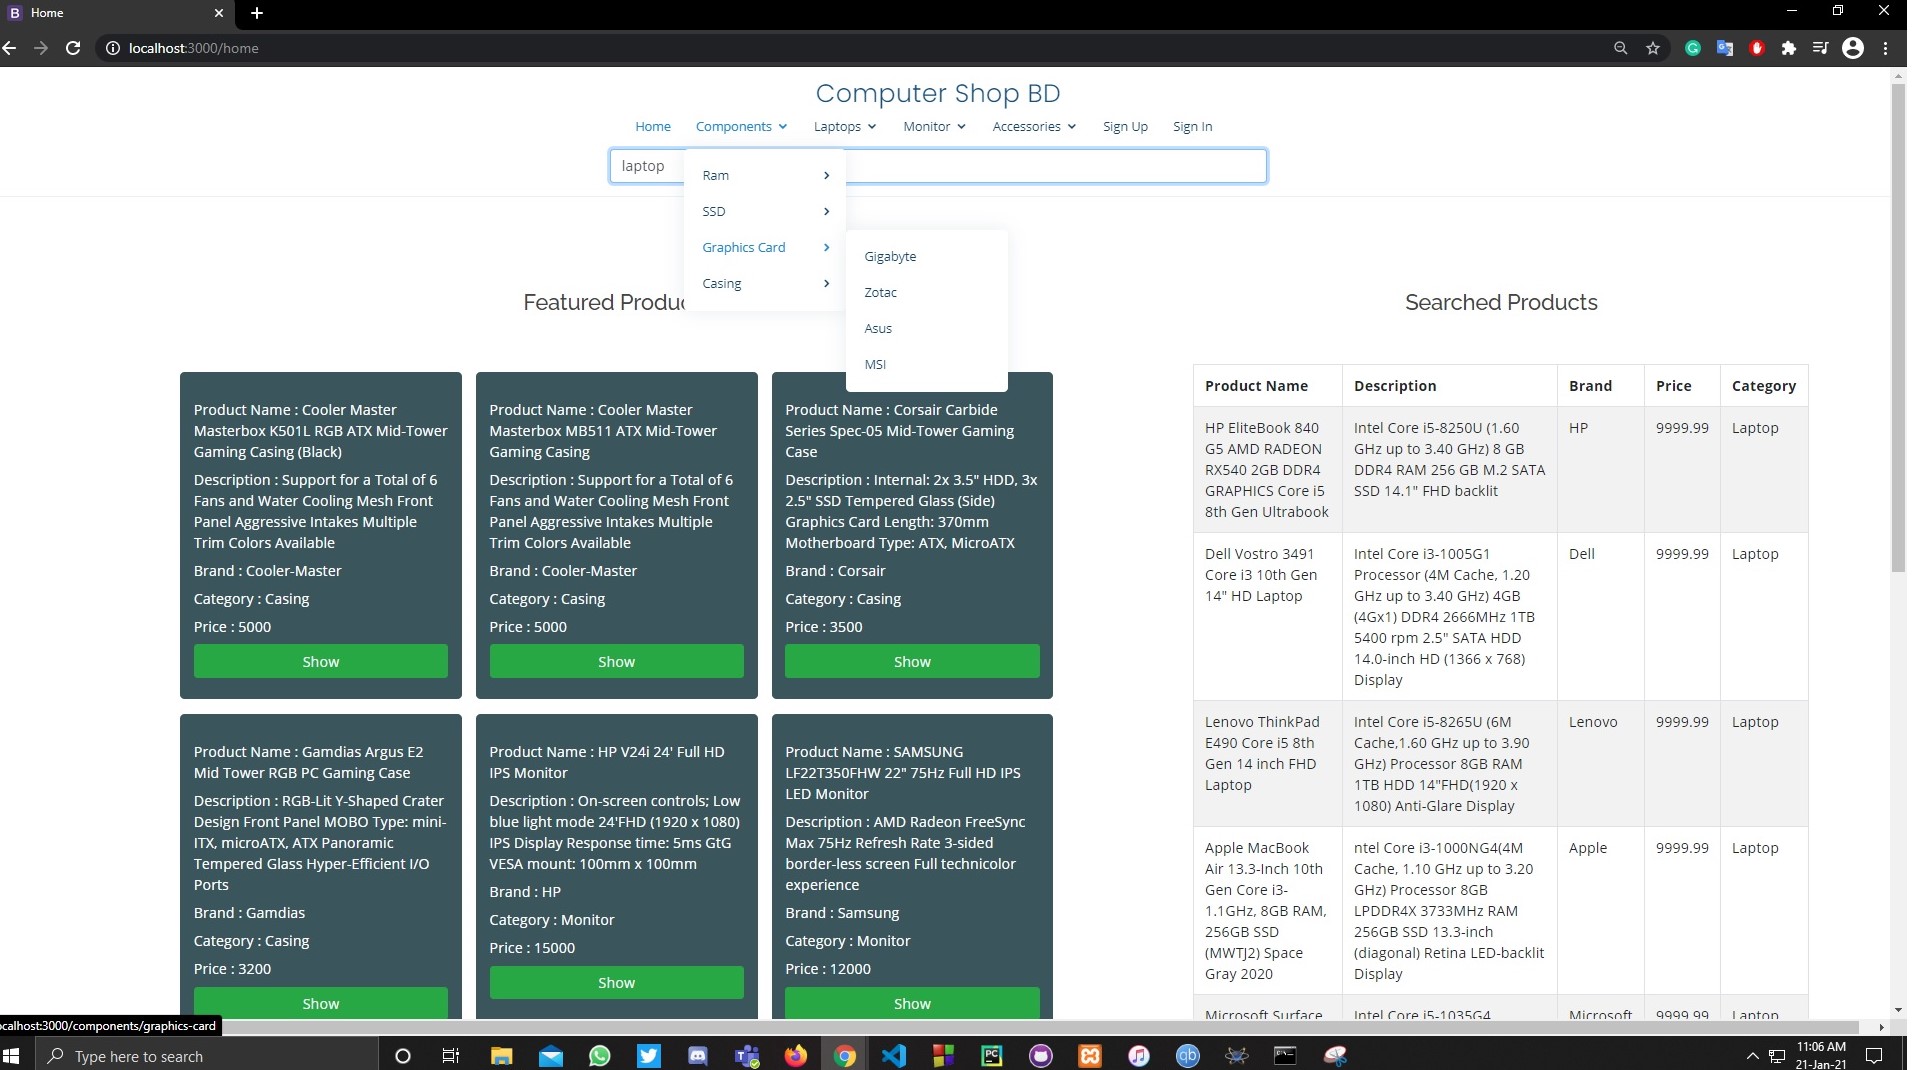 Home
localhost:3000/home
Computer Shop BD
Home Components Laptops Monitor Accessories Sign Up Sign In
laptop
Ram
SSD
Graphics Card
Casing
Gigabyte
Zotac
Asus
MSI
Featured Produc
Product Name : Cooler Master
Masterbox K501L RGB ATX Mid-Tower
Gaming Casing (Black)
Description : Support for a Total of 6
Fans and Water Cooling Mesh Front
Panel Aggressive Intakes Multiple
Trim Colors Available
Brand : Cooler-Master
Category : Casing
Price : 5000
Show
Product Name : Cooler Master
Masterbox MB511 ATX Mid-Tower
Gaming Casing
Description : Support for a Total of 6
Fans and Water Cooling Mesh Front
Panel Aggressive Intakes Multiple
Trim Colors Available
Brand : Cooler-Master
Category : Casing
Price : 5000
Show
Product Name : Corsair Carbide
Series Spec-05 Mid-Tower Gaming
Case
Description : Internal: 2x 3.5" HDD, 3x
2.5" SSD Tempered Glass (Side)
Graphics Card Length: 370mm
Motherboard Type: ATX, MicroATX
Brand : Corsair
Category : Casing
Price : 3500
Show
Product Name : Gamdias Argus E2
Mid Tower RGB PC Gaming Case
Description : RGB-Lit Y-Shaped Crater
Design Front Panel MOBO Type: mini-
ITX, microATX, ATX Panoramic
Tempered Glass Hyper-Efficient I/O
Ports
Brand : Gamdias
Category : Casing
Price : 3200
Show
Product Name : HP V24i 24' Full HD
IPS Monitor
Description : On-screen controls; Low
blue light mode 24'FHD (1920 x 1080)
IPS Display Response time: 5ms GtG
VESA mount: 100mm x 100mm
Brand : HP
Category : Monitor
Price : 15000
Show
Product Name : SAMSUNG
LF22T350FHW 22" 75Hz Full HD IPS
LED Monitor
Description : AMD Radeon FreeSync
Max 75Hz Refresh Rate 3-sided
border-less screen Full technicolor
experience
Brand : Samsung
Category : Monitor
Price : 12000
Show
Searched Products
Product Name Description Brand Price Category
HP EliteBook 840
G5 AMD RADEON
RX540 2GB DDR4
GRAPHICS Core i5
8th Gen Ultrabook
Intel Core i5-8250U (1.60
GHz up to 3.40 GHz) 8 GB
DDR4 RAM 256 GB M.2 SATA
SSD 14.1" FHD backlit
HP
9999.99
Laptop
Dell Vostro 3491
Core i3 10th Gen
14" HD Laptop
Intel Core i3-1005G1
Processor (4M Cache, 1.20
GHz up to 3.40 GHz) 4GB
(4Gx1) DDR4 2666MHz 1TB
5400 rpm 2.5" SATA HDD
14.0-inch HD (1366 x 768)
Display
Dell
9999.99
Laptop
Lenovo ThinkPad
E490 Core i5 8th
Gen 14 inch FHD
Laptop
Intel Core i5-8265U (6M
Cache,1.60 GHz up to 3.90
GHz) Processor 8GB RAM
1TB HDD 14"FHD(1920 x
1080) Anti-Glare Display
Lenovo
9999.99
Laptop
Apple MacBook
Air 13.3-Inch 10th
Gen Core i3-
1.1GHz, 8GB RAM,
256GB SSD
(MWTJ2) Space
Gray 2020
ntel Core i3-1000NG4(4M
Cache, 1.10 GHz up to 3.20
GHz) Processor 8GB
LPDDR4X 3733MHz RAM
256GB SSD 13.3-inch
(diagonal) Retina LED-backlit
Display
Apple
9999.99
Laptop
Microsoft Surface
Intel Core i5-1035G4
Microsoft
9999.99
Laptop
ocalhost:3000/components/graphics-card
Type here to search
11:06 AM
21-Jan-21